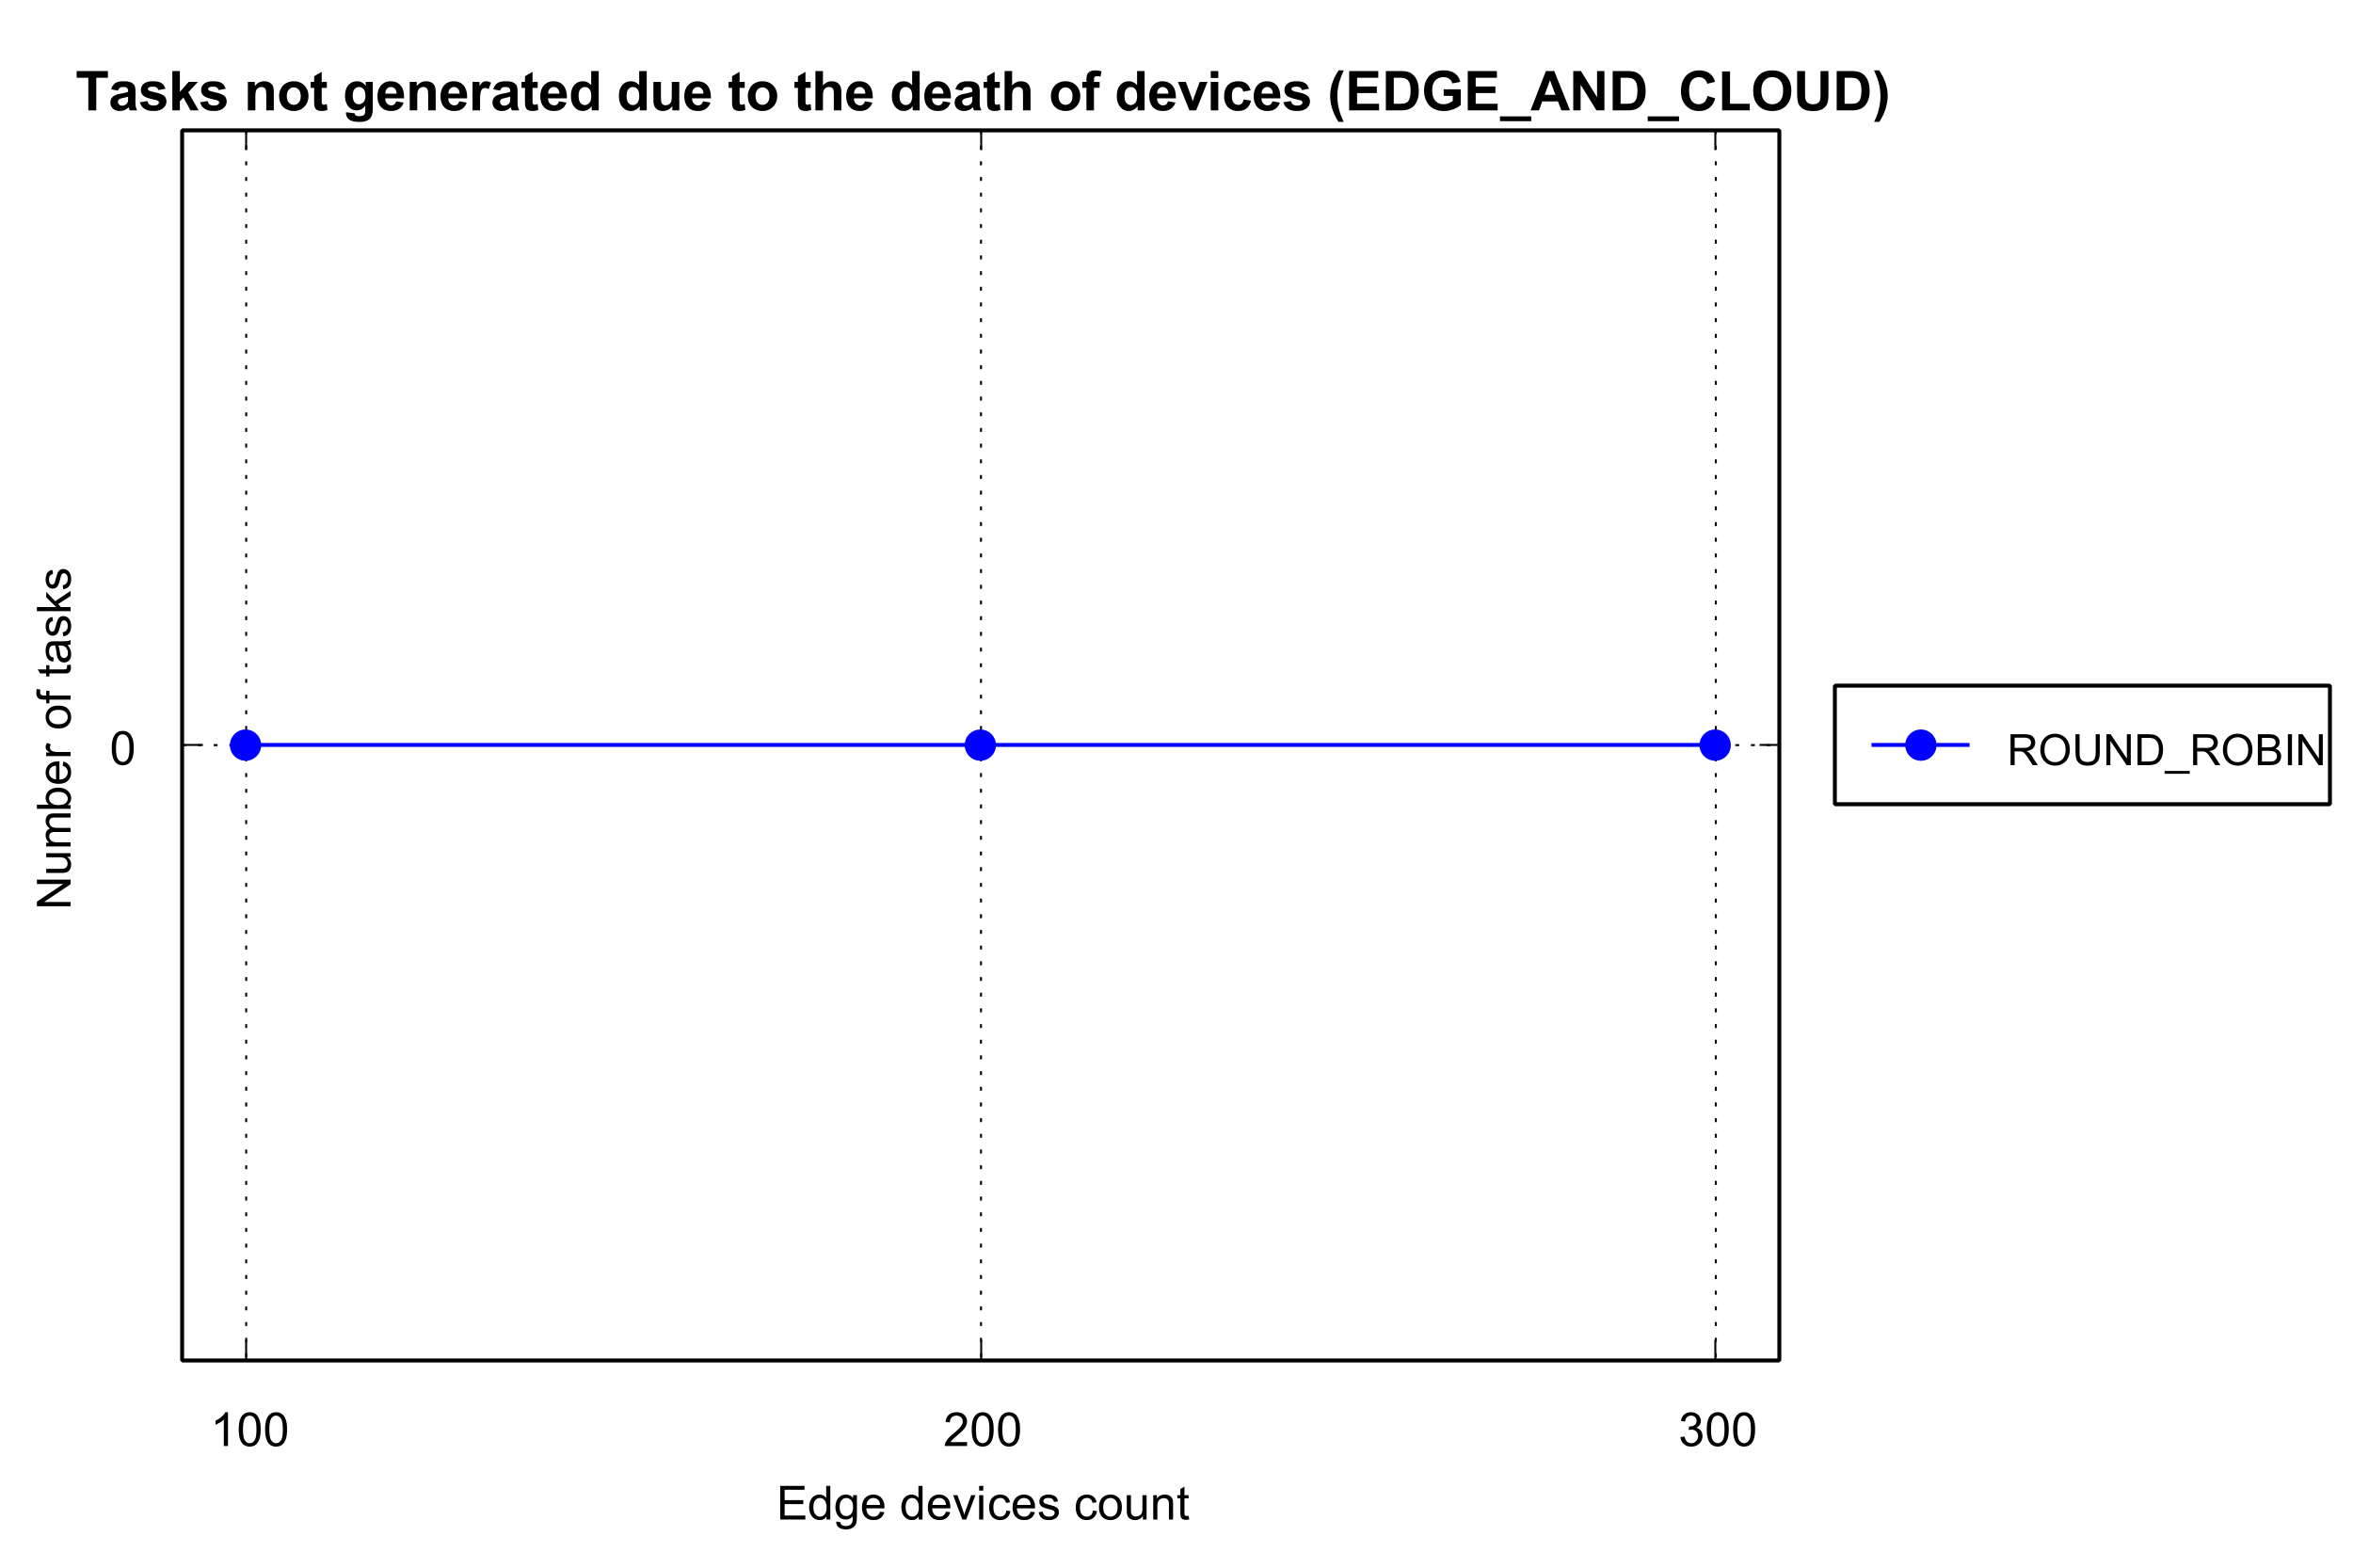 Tasks not generated due to the death of devices (EDGE_AND_CLOUD)
Number of tasks
0
ROUND_ROBIN
100
200
300
Edge devices count